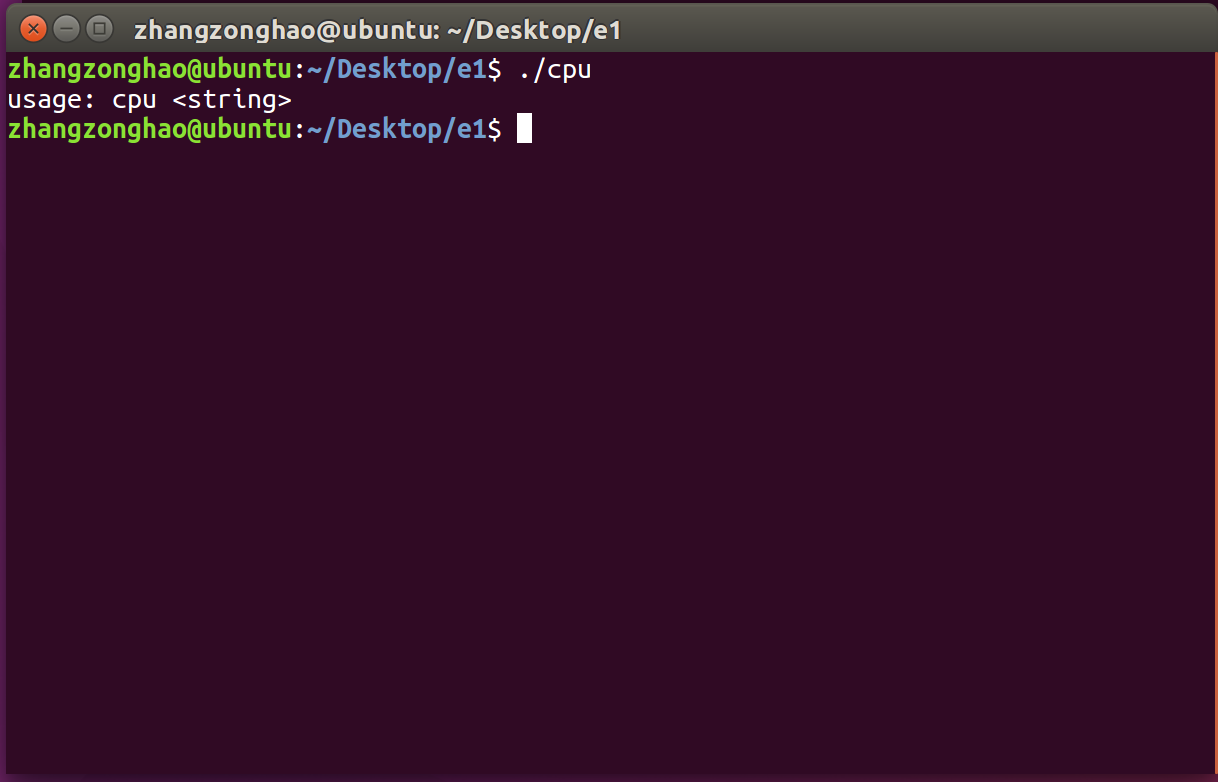 zhangzonghao@ubuntu: ~/Desktop/e1
zhangzonghao@ubuntu:~/Desktop/e1$ ./cpu
usage: cpu <string>
zhangzonghao@ubuntu:~/Desktop/e1$